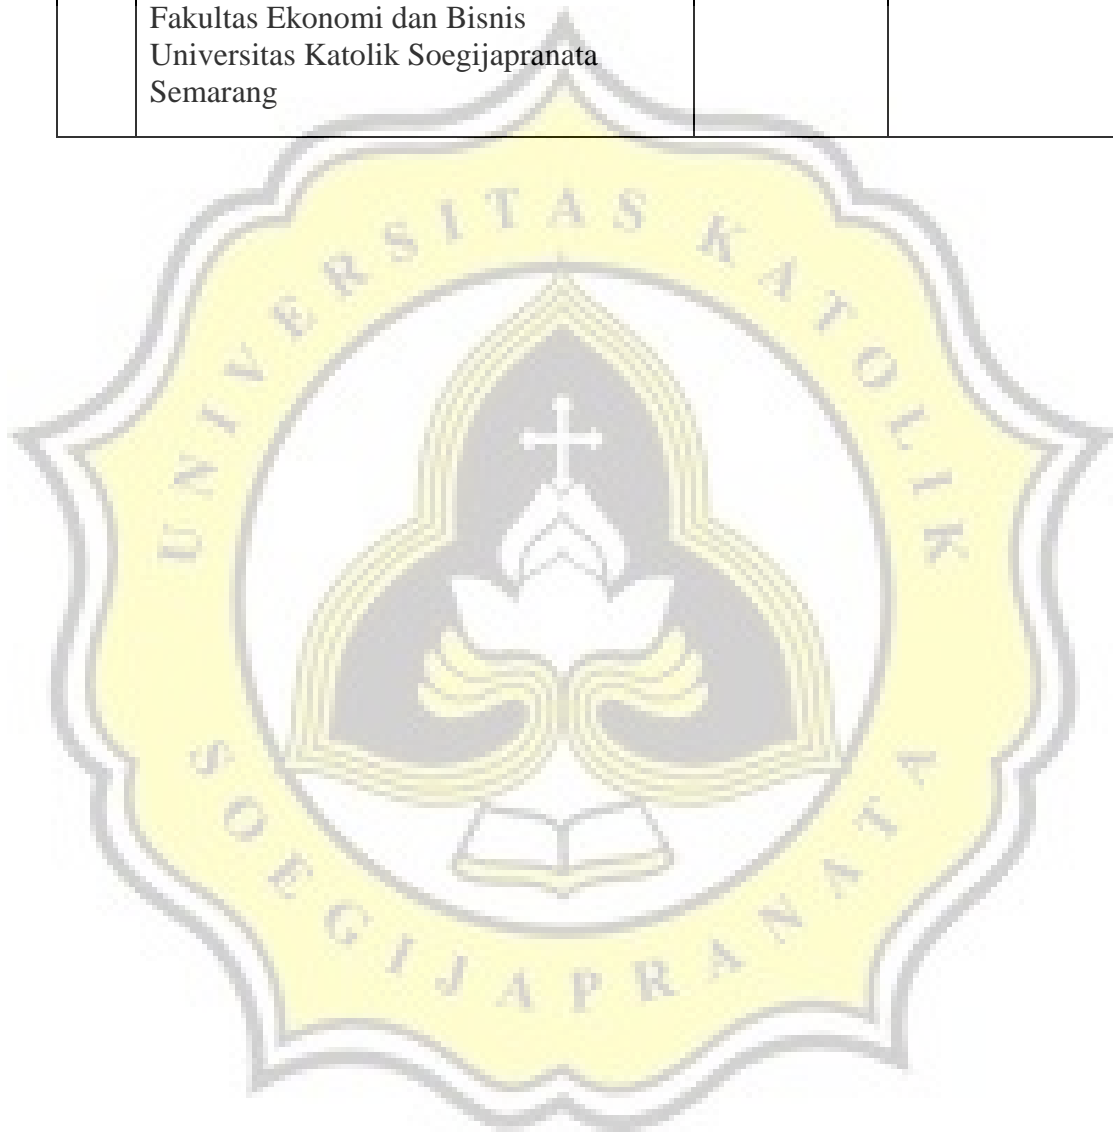 Fakultas Ekonomi dan Bisnis
Universitas Katolik Soegijapranata
Semarang
UNIVERSITAS KATOLIK
SOEGIJAPRANATA